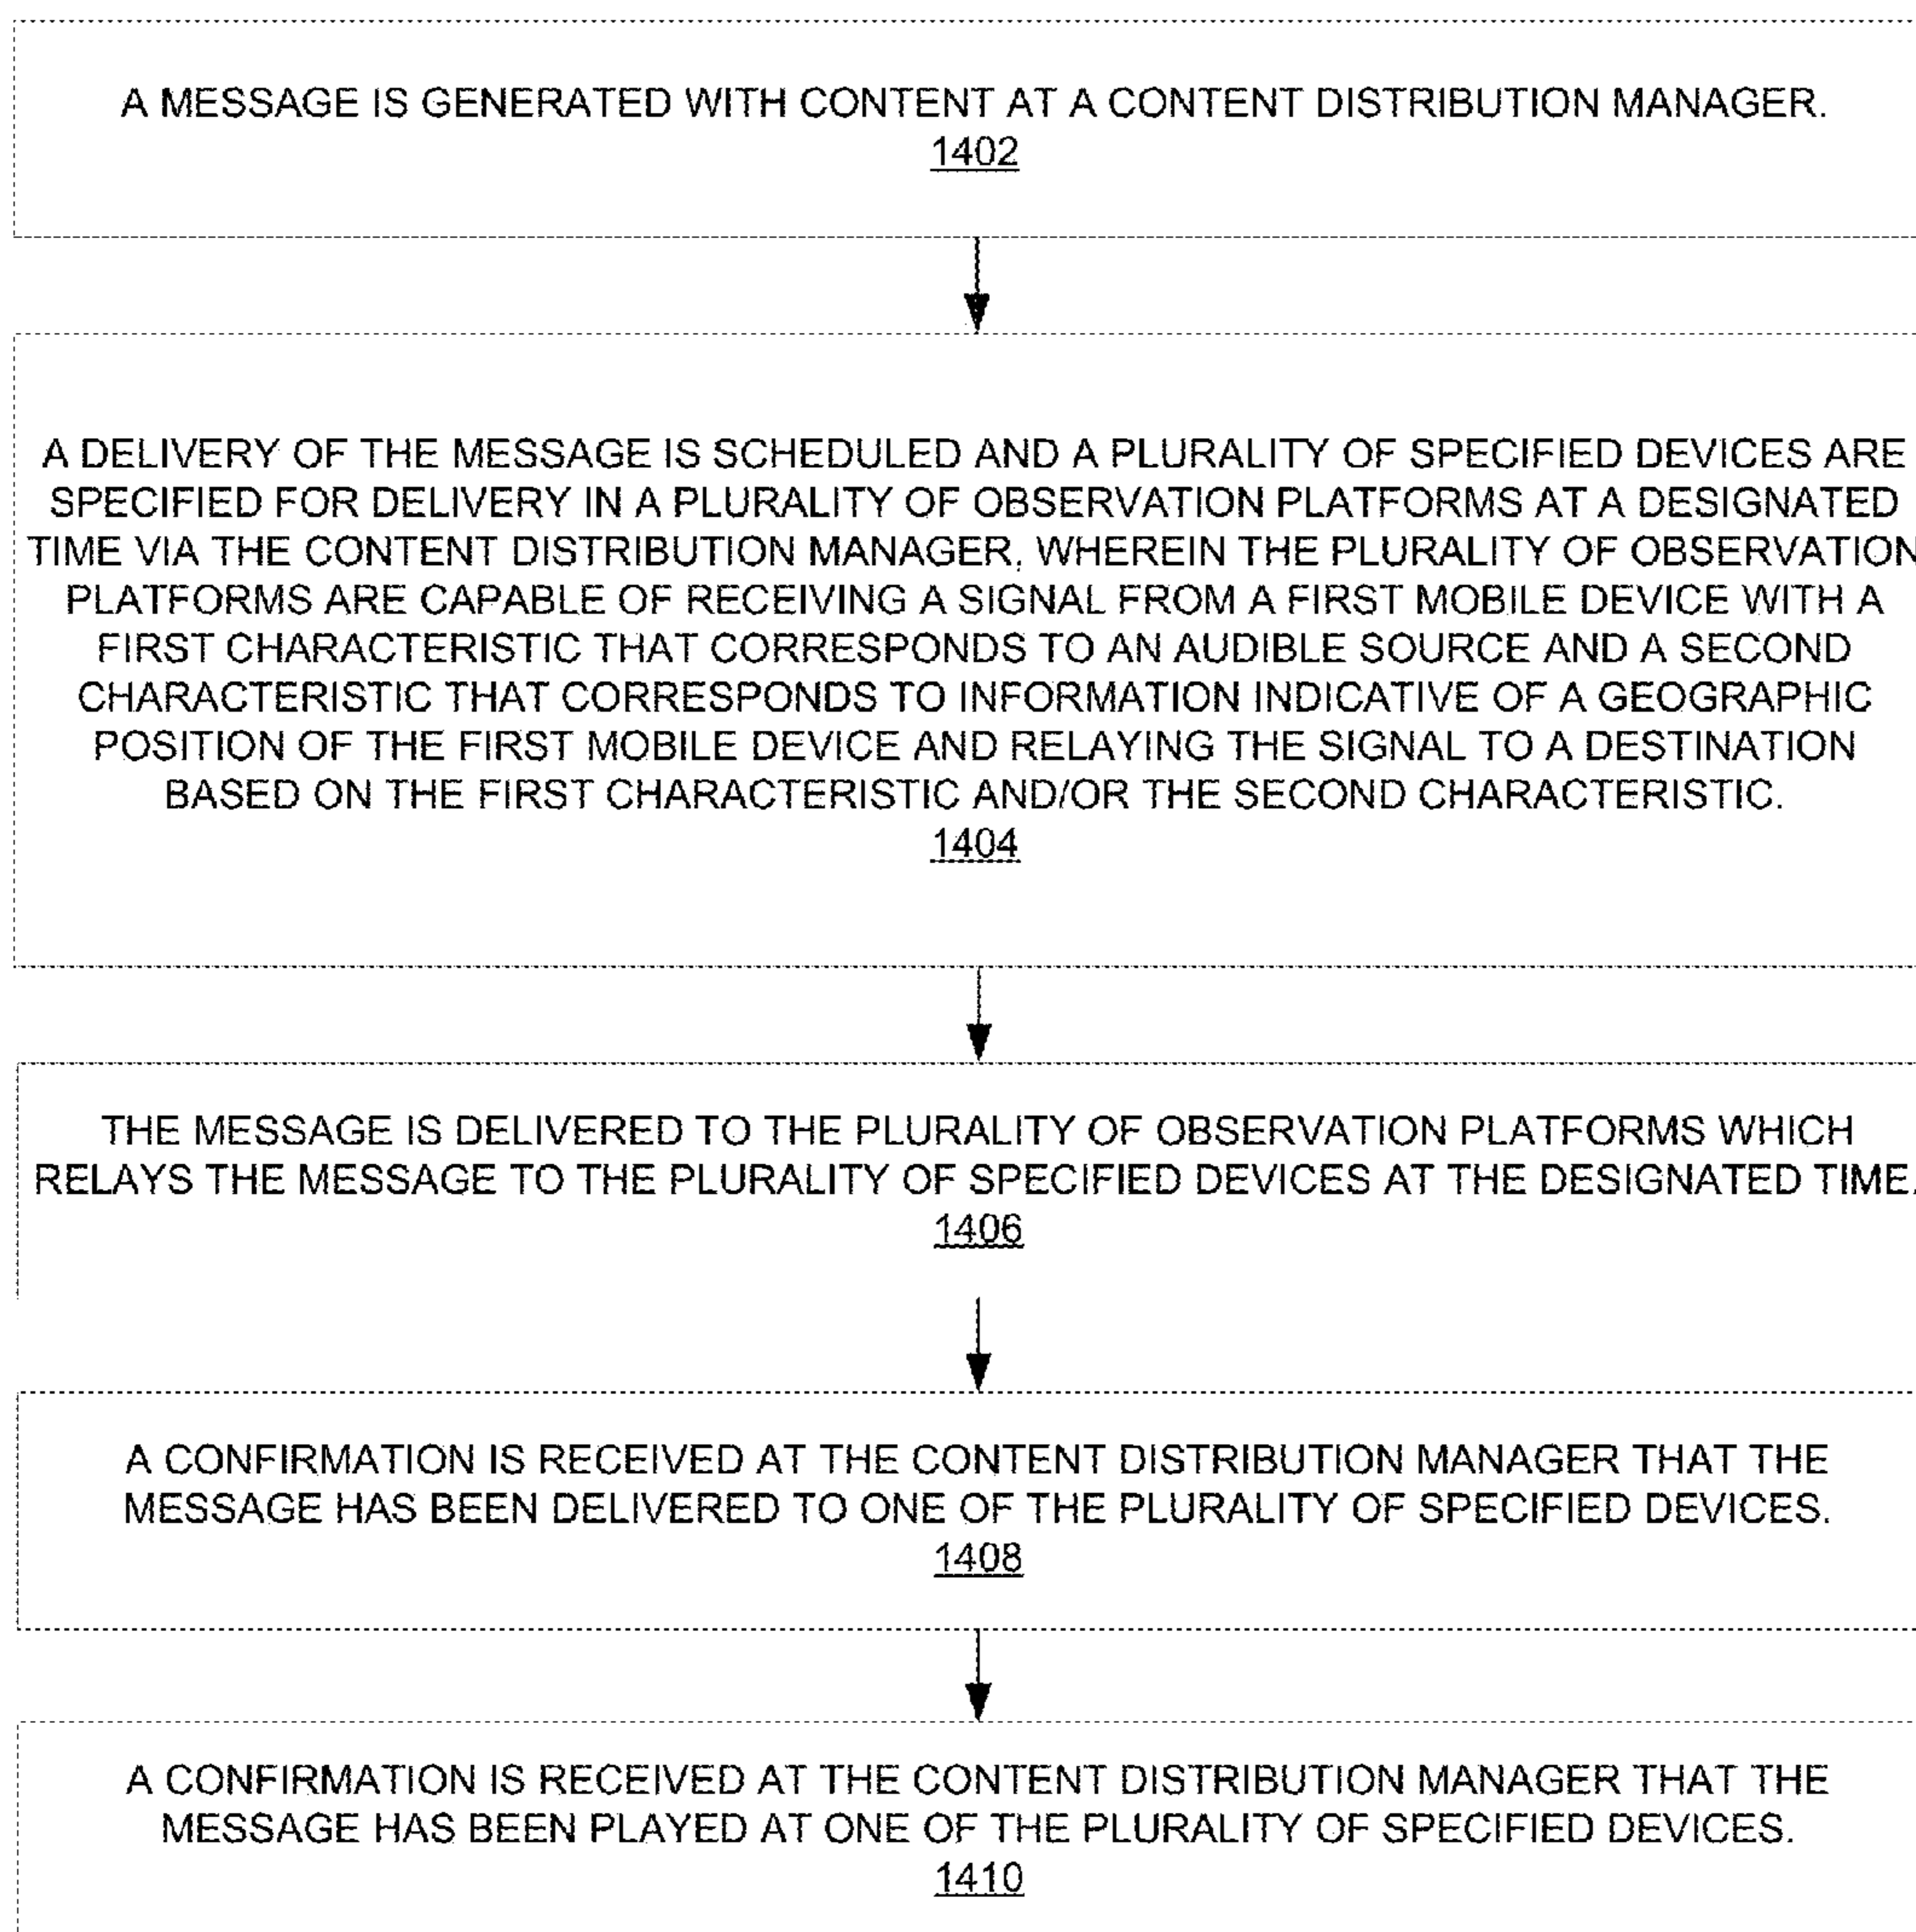 A MESSAGE IS GENERATED WITH CONTENT AT A CONTENT DISTRIBUTION MANAGER.
1402
A DELIVERY OF THE MESSAGE IS SCHEDULED AND A PLURALITY OF SPECIFIED DEVICES ARE
SPECIFIED FOR DELIVERY IN A PLURALITY OF OBSERVATION PLATFORMS AT A DESIGNATED
TIME VIA THE CONTENT DISTRIBUTION MANAGER, WHEREIN THE PLURALITY OF OBSERVATION
PLATFORMS ARE CAPABLE OF RECEIVING A SIGNAL FROM A FIRST MOBILE DEVICE WITH A
FIRST CHARACTERISTIC THAT CORRESPONDS TO AN AUDIBLE SOURCE AND A SECOND
CHARACTERISTIC THAT CORRESPONDS TO INFORMATION INDICATIVE OF A GEOGRAPHIC
POSITION OF THE FIRST MOBILE DEVICE AND RELAYING THE SIGNAL TO A DESTINATION
BASED ON THE FIRST CHARACTERISTIC AND/OR THE SECOND CHARACTERISTIC.
1404
THE MESSAGE IS DELIVERED TO THE PLURALITY OF OBSERVATION PLATFORMS WHICH
RELAYS THE MESSAGE TO THE PLURALITY OF SPECIFIED DEVICES AT THE DESIGNATED TIME.
1406
A CONFIRMATION IS RECEIVED AT THE CONTENT DISTRIBUTION MANAGER THAT THE
MESSAGE HAS BEEN DELIVERED TO ONE OF THE PLURALITY OF SPECIFIED DEVICES.
1408
A CONFIRMATION IS RECEIVED AT THE CONTENT DISTRIBUTION MANAGER THAT THE
MESSAGE HAS BEEN PLAYED AT ONE OF THE PLURALITY OF SPECIFIED DEVICES.
1410